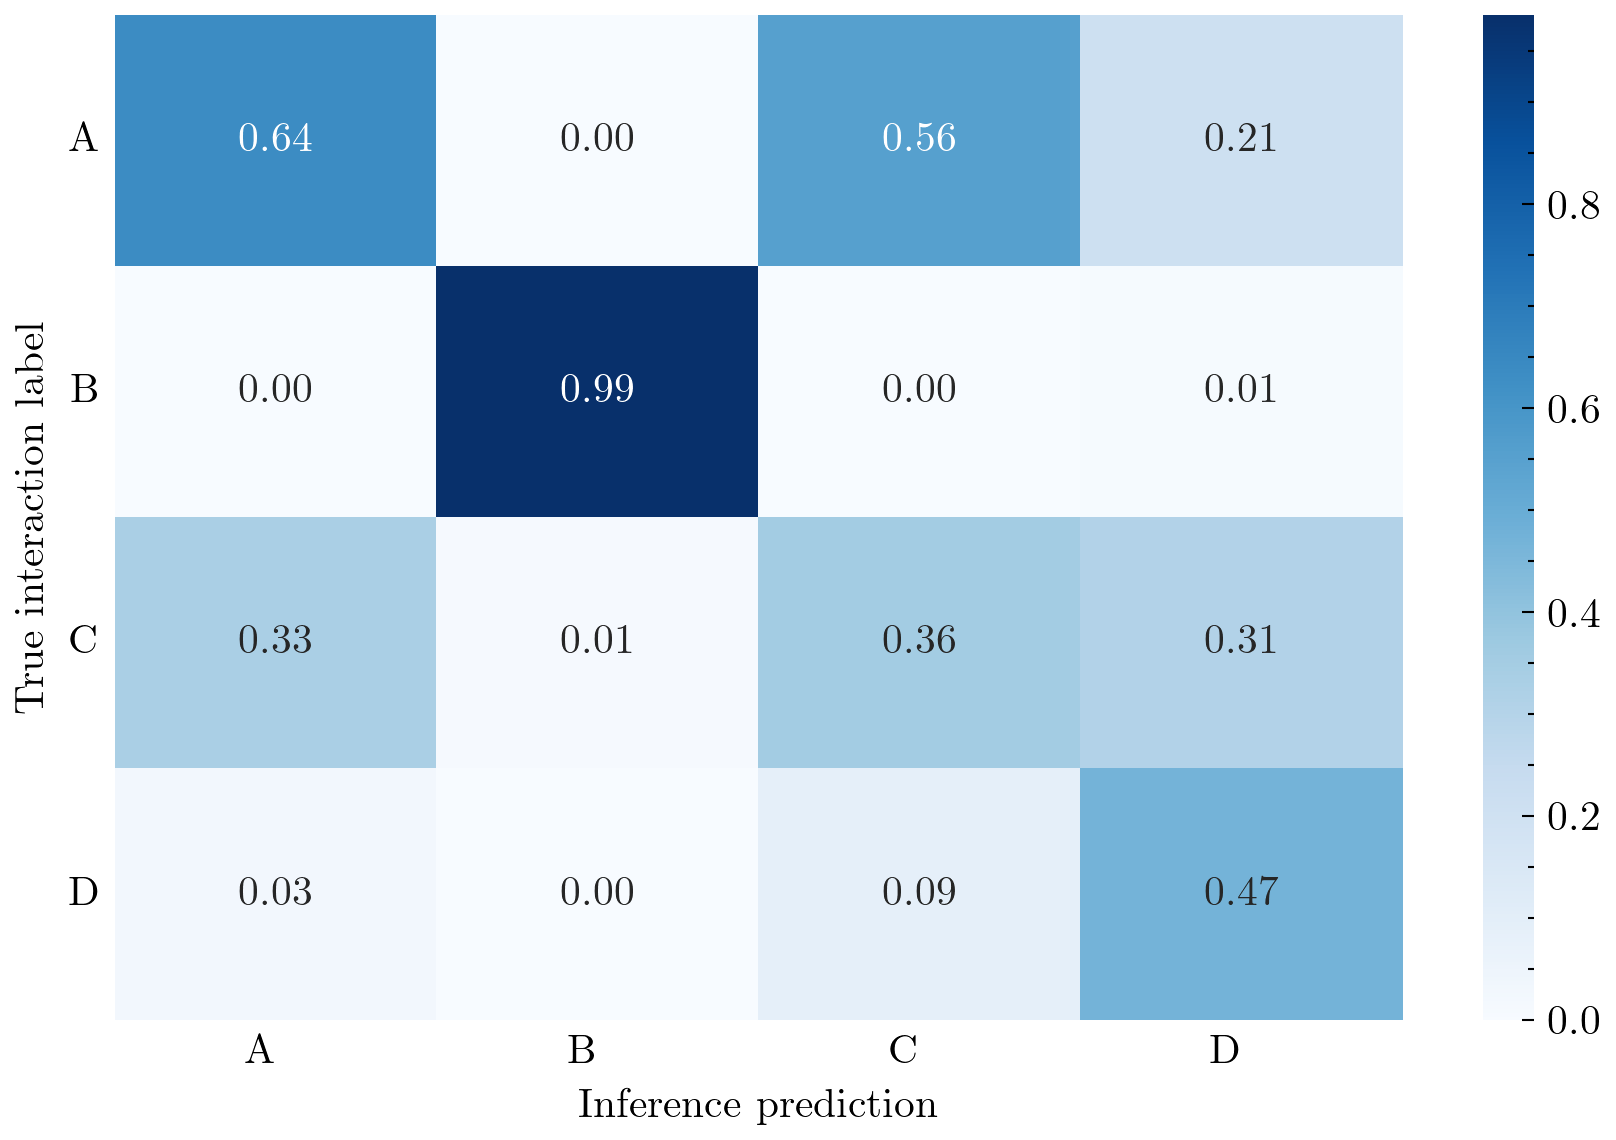 A 0.64 0.00 0.56 0.21
B 0.00 0.99 0.00 0.01
C 0.33 0.01 0.36 0.31
D 0.03 0.00 0.09 0.47
A B C D
Inference prediction
True interaction label
0.8
0.6
0.4
0.2
0.0